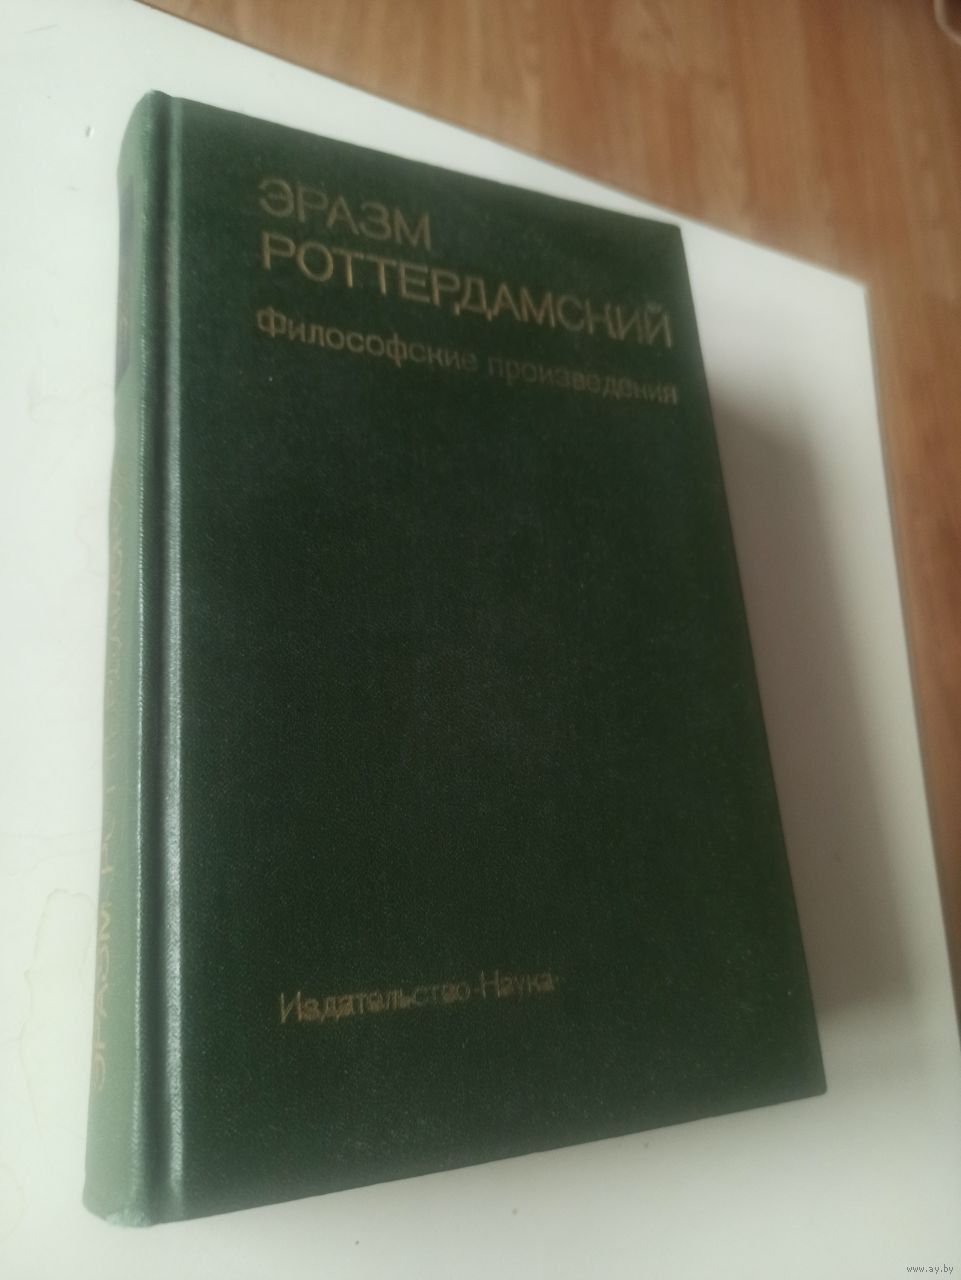 ЭРАЗМ
РОТТЕРДАМСКИЙ
Философские произведения
Издательство «Наука»
ЭРАЗМ РОТТЕРДАМСКИЙ
www.ay.by